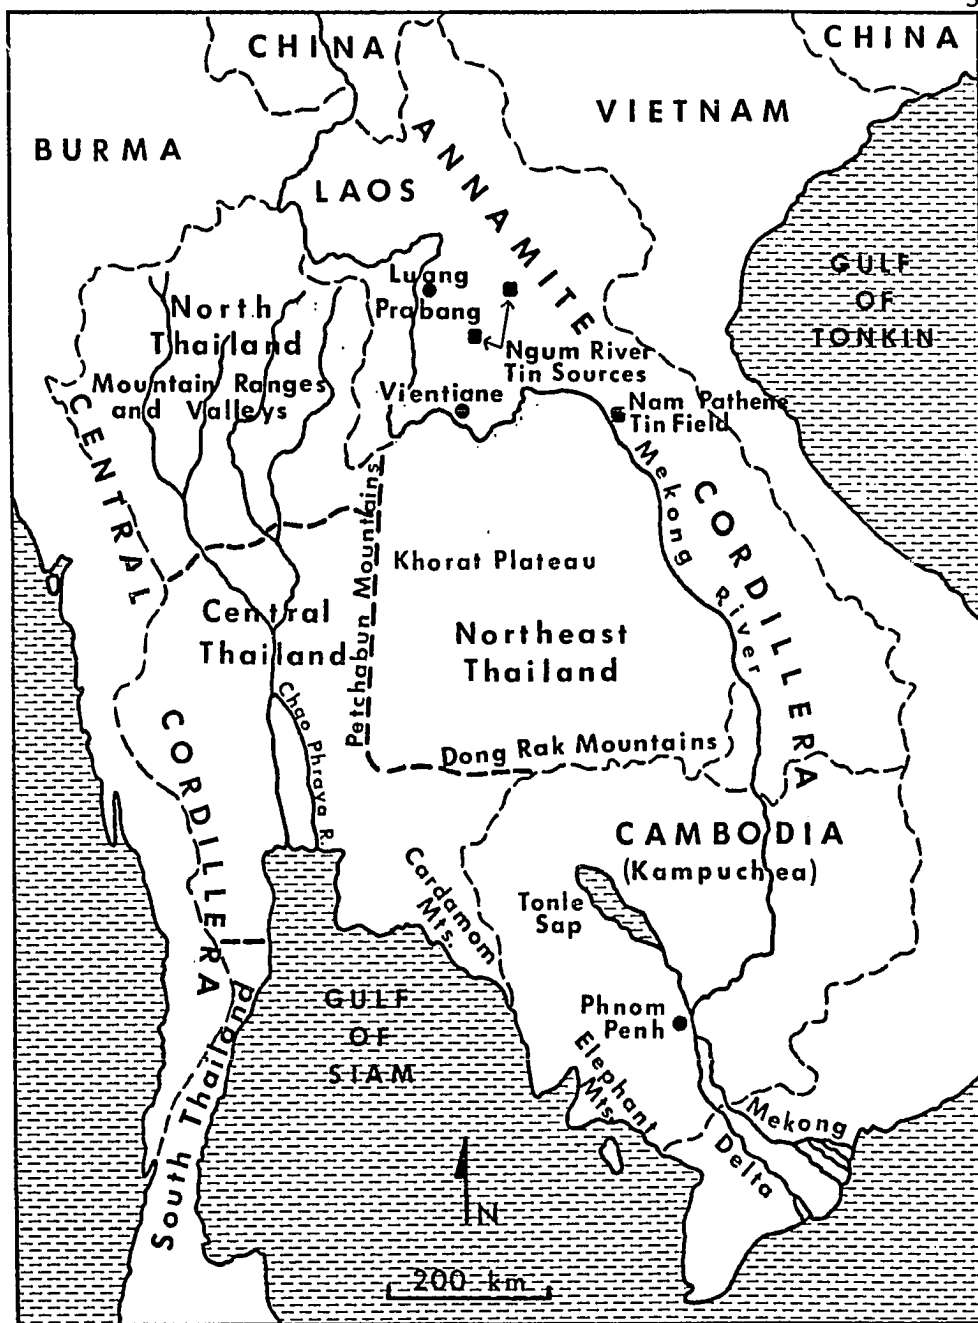 CHINA
CHINA
VIETNAM
BURMA
ANNAMITE
LAOS
GULF
OF
TONKIN
Luang
Prabang
North
Thailand
Ngum River
Tin Sources
Mountain Ranges
and Valleys
Vientiane
Nam Pathene
Tin Field
CENTRAL
Mekong River
CORDILLERA
Petchabun Mountains
Khorat Plateau
Central
Thailand
Northeast
Thailand
Chao Phraya R.
CORDILLERA
Dong Rak Mountains
CAMBODIA
(Kampuchea)
Cardamom
Mts.
Tonle
Sap
GULF
OF
SIAM
Phnom
Penh
South Thailand
Elephant
Mts.
Mekong
Delta
N
200 km